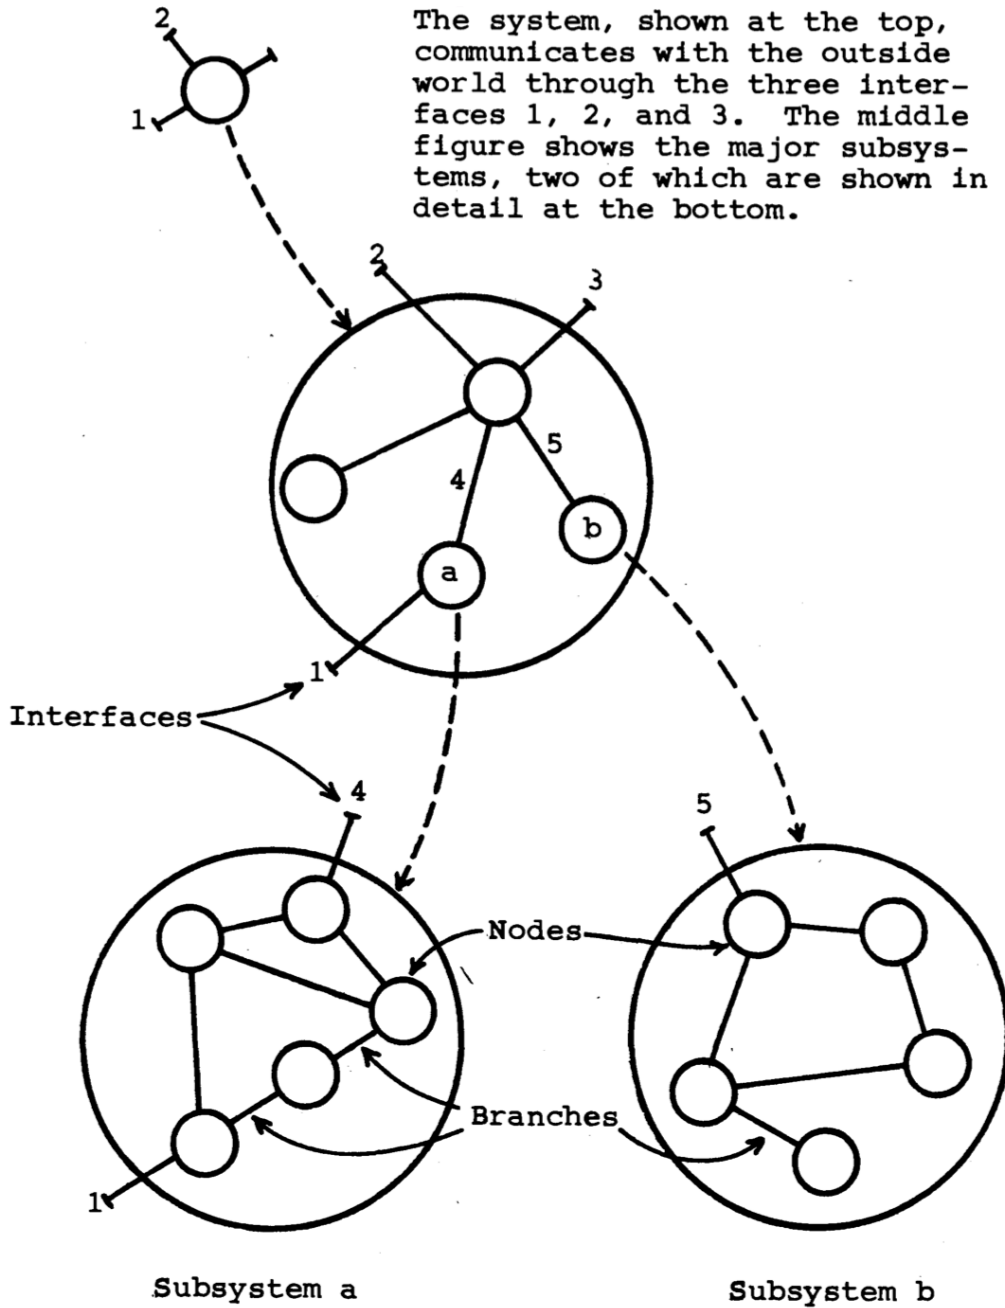 The system, shown at the top,
communicates with the outside
world through the three inter-
faces 1, 2, and 3. The middle
figure shows the major subsys-
tems, two of which are shown in
detail at the bottom.
2
1
2
3
5
4
b
a
1
Interfaces
4
5
Nodes
Branches
1
Subsystem a
Subsystem b